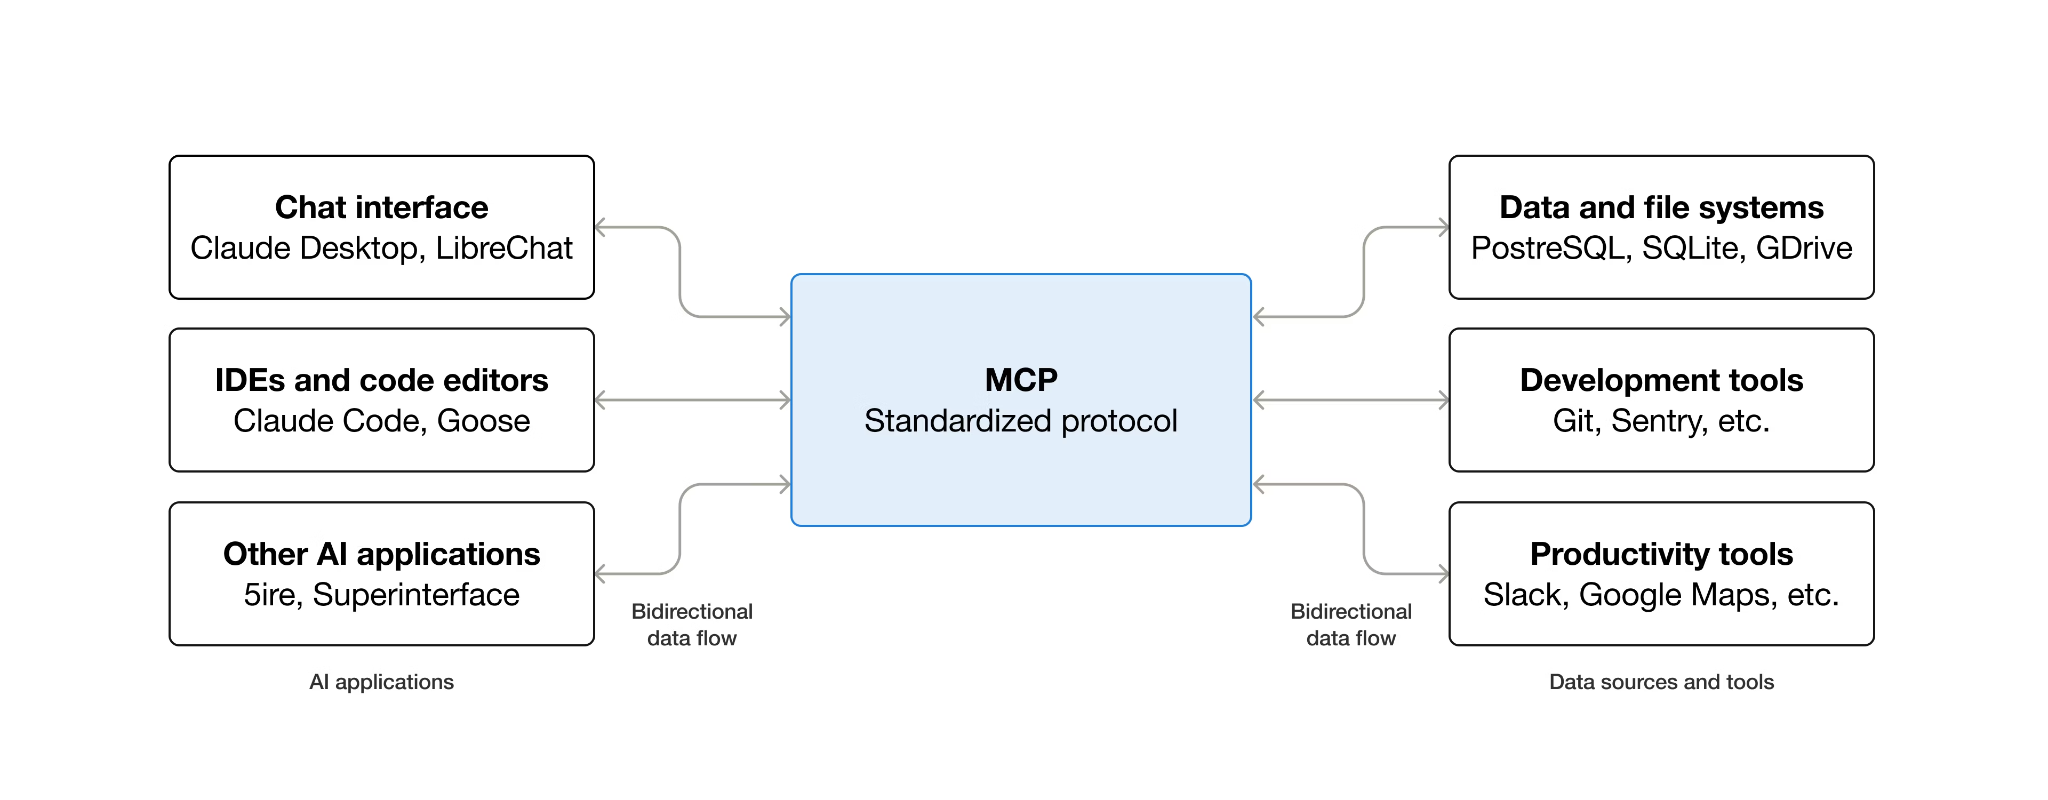 Chat interface
Claude Desktop, LibreChat
IDEs and code editors
Claude Code, Goose
Other AI applications
5ire, Superinterface
AI applications
Bidirectional
data flow
MCP
Standardized protocol
Bidirectional
data flow
Data and file systems
PostreSQL, SQLite, GDrive
Development tools
Git, Sentry, etc.
Productivity tools
Slack, Google Maps, etc.
Data sources and tools